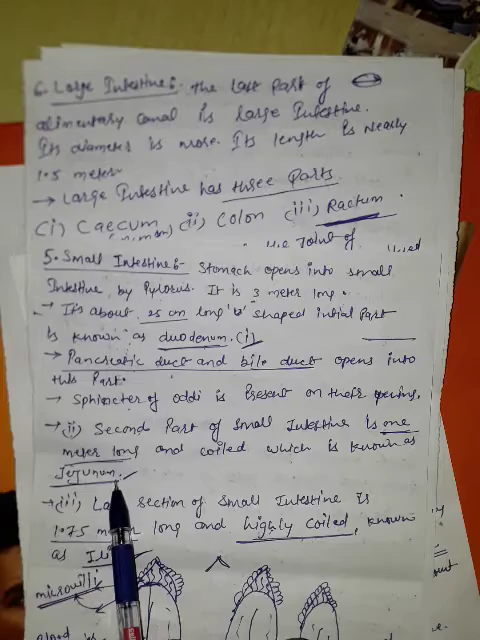 6. Large Intestine :- The last Part of
alimentary canal is large Intestine.
Its diameter is more. Its length is Nearly
1.5 meter
→ Large Intestine has three Parts.
(i) Caecum, (ii) Colon (iii) Ractum
Joint of
5. Small Intestine :- Stomach opens into small
Intestine by Pylorus. It is 3 meter long.
→ Its about 25 cm long 'U' shaped initial Part
is known as duodenum. (i)
→ Pancreatic duct and bile duct opens into
this Part.
→ Sphincter of oddi is Present on their opening.
→ (ii) Second Part of small Intestine is one
meter long and coiled which is known as
Jejunum.
→ (iii) section of Small Intestine is
1.75 long and highly coiled, known
as
microvilli